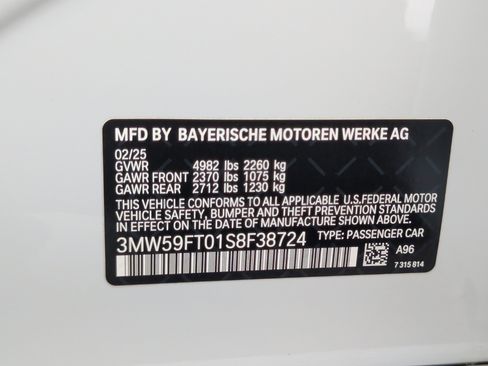 MFD BY BAYERISCHE MOTOREN WERKE AG
02/25
GVWR 4982 lbs 2260 kg
GAWR FRONT 2370 lbs 1075 kg
GAWR REAR 2712 lbs 1230 kg
THIS VEHICLE CONFORMS TO ALL APPLICABLE U.S.FEDERAL MOTOR
VEHICLE SAFETY, BUMPER, AND THEFT PREVENTION
STANDARDS IN EFFECT ON THE DATE OF MANUFACTURE SHOWN ABOVE.
3MW59FT01S8F38724 TYPE: PASSENGER CAR
A96
7 315 814